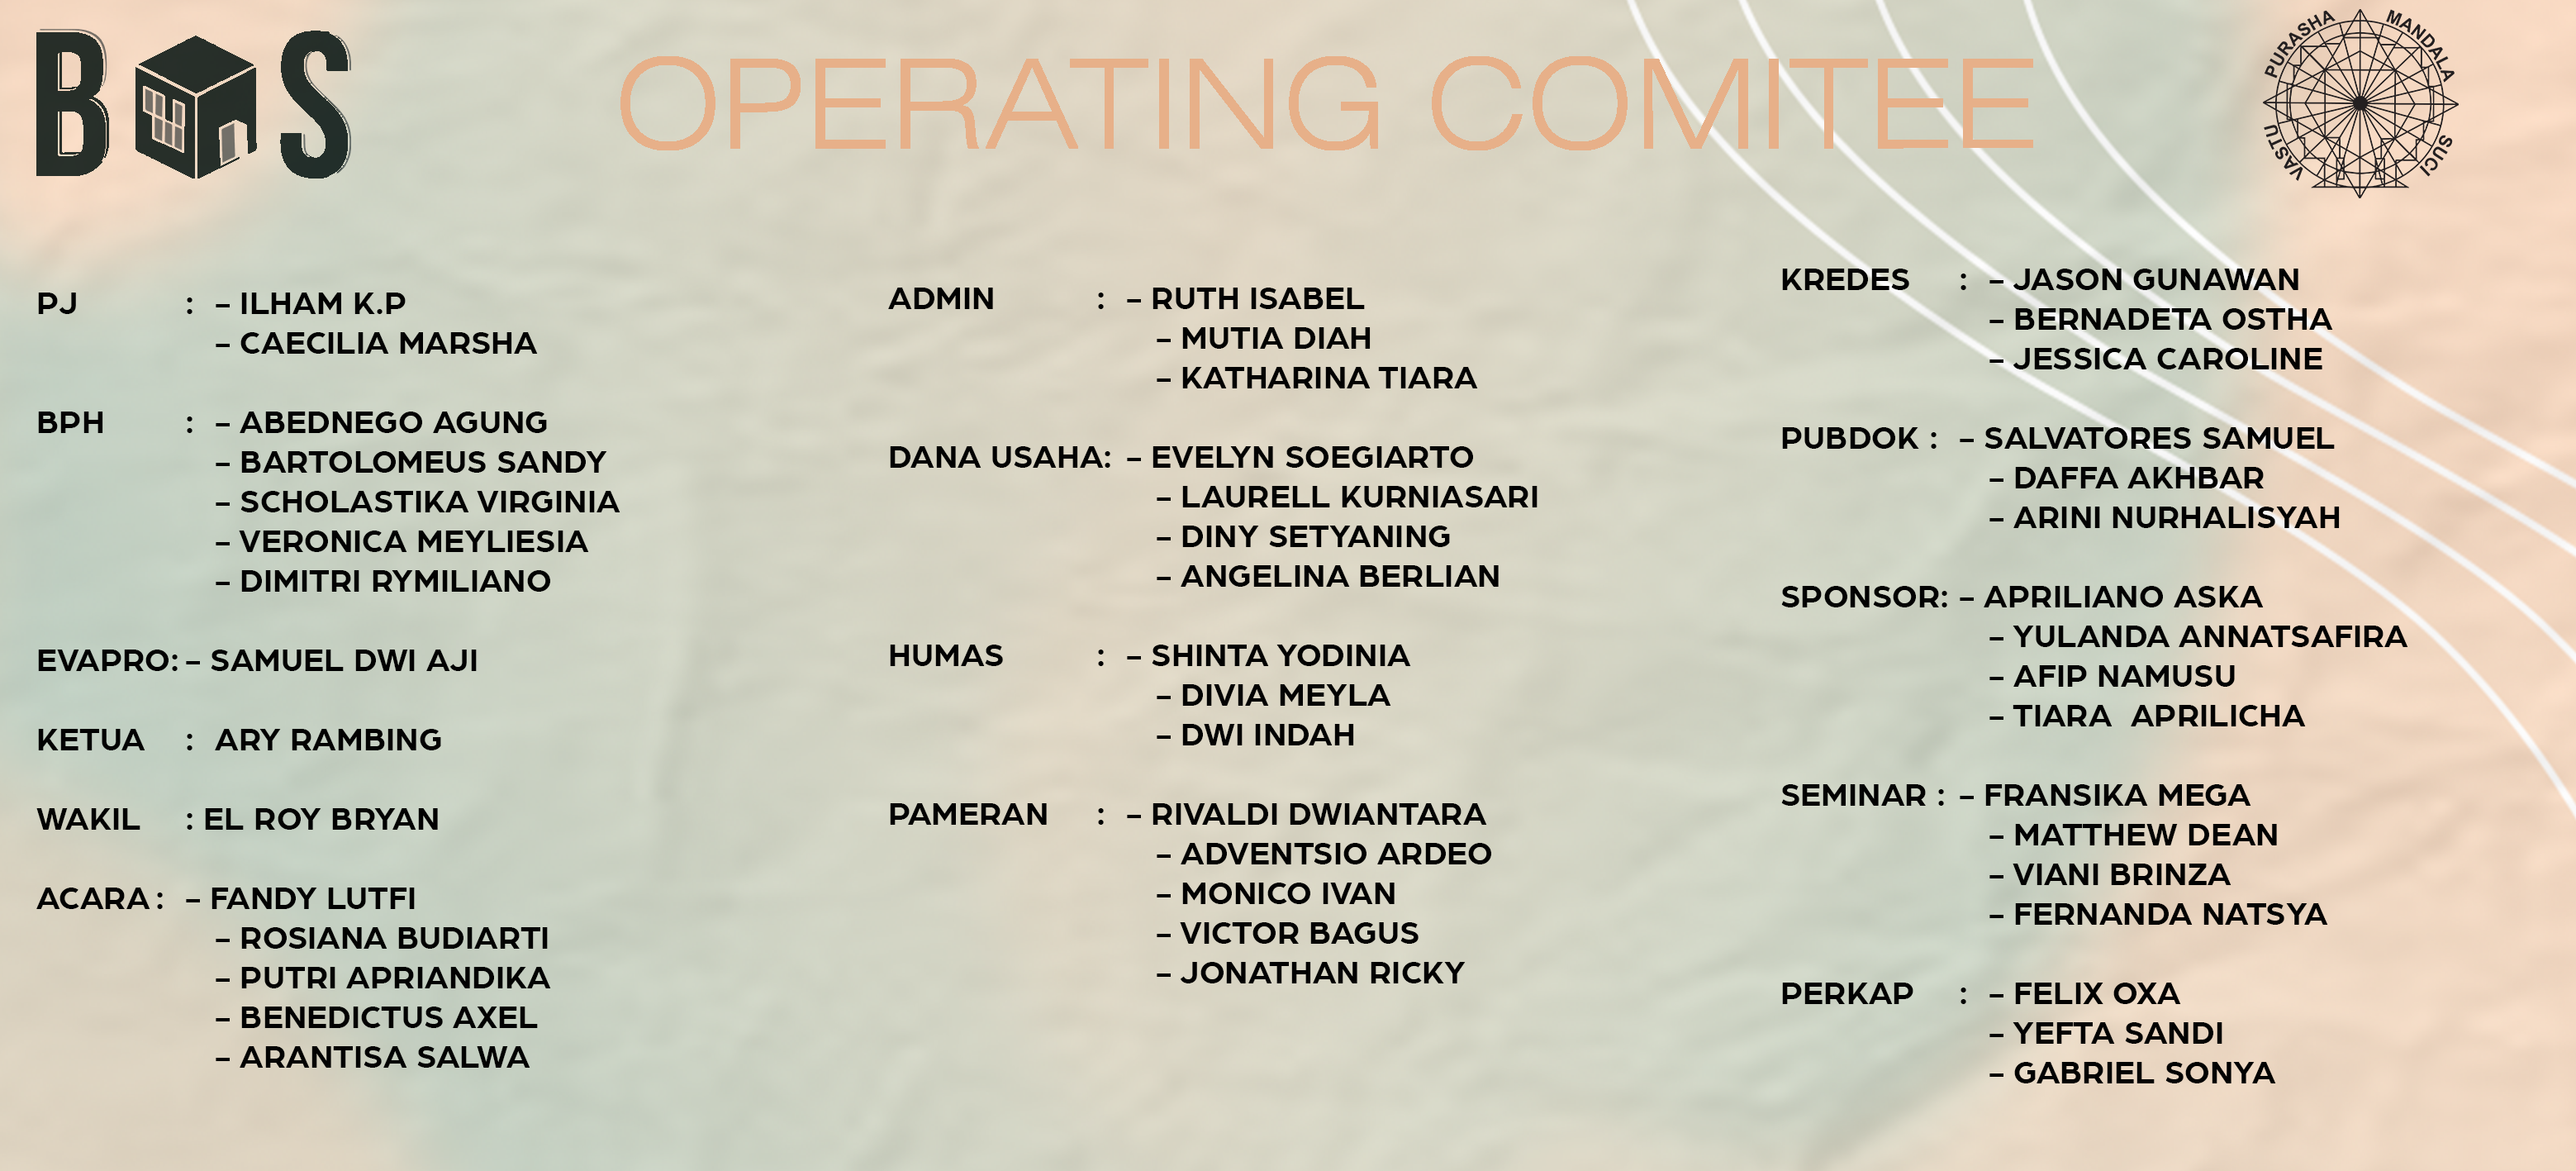 BOS
OPERATING COMITEE
PURASHA MANDALA
VASTU SUCI
PJ : – ILHAM K.P
– CAECILIA MARSHA
BPH : – ABEDNEGO AGUNG
– BARTOLOMEUS SANDY
– SCHOLASTIKA VIRGINIA
– VERONICA MEYLIESIA
– DIMITRI RYMILIANO
EVAPRO: – SAMUEL DWI AJI
KETUA : ARY RAMBING
WAKIL : EL ROY BRYAN
ACARA : – FANDY LUTFI
– ROSIANA BUDIARTI
– PUTRI APRIANDIKA
– BENEDICTUS AXEL
– ARANTISA SALWA
ADMIN : – RUTH ISABEL
– MUTIA DIAH
– KATHARINA TIARA
DANA USAHA: – EVELYN SOEGIARTO
– LAURELL KURNIASARI
– DINY SETYANING
– ANGELINA BERLIAN
HUMAS : – SHINTA YODINIA
– DIVIA MEYLA
– DWI INDAH
PAMERAN : – RIVALDI DWIANTARA
– ADVENTSIO ARDEO
– MONICO IVAN
– VICTOR BAGUS
– JONATHAN RICKY
KREDES : – JASON GUNAWAN
– BERNADETA OSTHA
– JESSICA CAROLINE
PUBDOK : – SALVATORES SAMUEL
– DAFFA AKHBAR
– ARINI NURHALISYAH
SPONSOR: – APRILIANO ASKA
– YULANDA ANNATSAFIRA
– AFIP NAMUSU
– TIARA APRILICHA
SEMINAR : – FRANSIKA MEGA
– MATTHEW DEAN
– VIANI BRINZA
– FERNANDA NATSYA
PERKAP : – FELIX OXA
– YEFTA SANDI
– GABRIEL SONYA